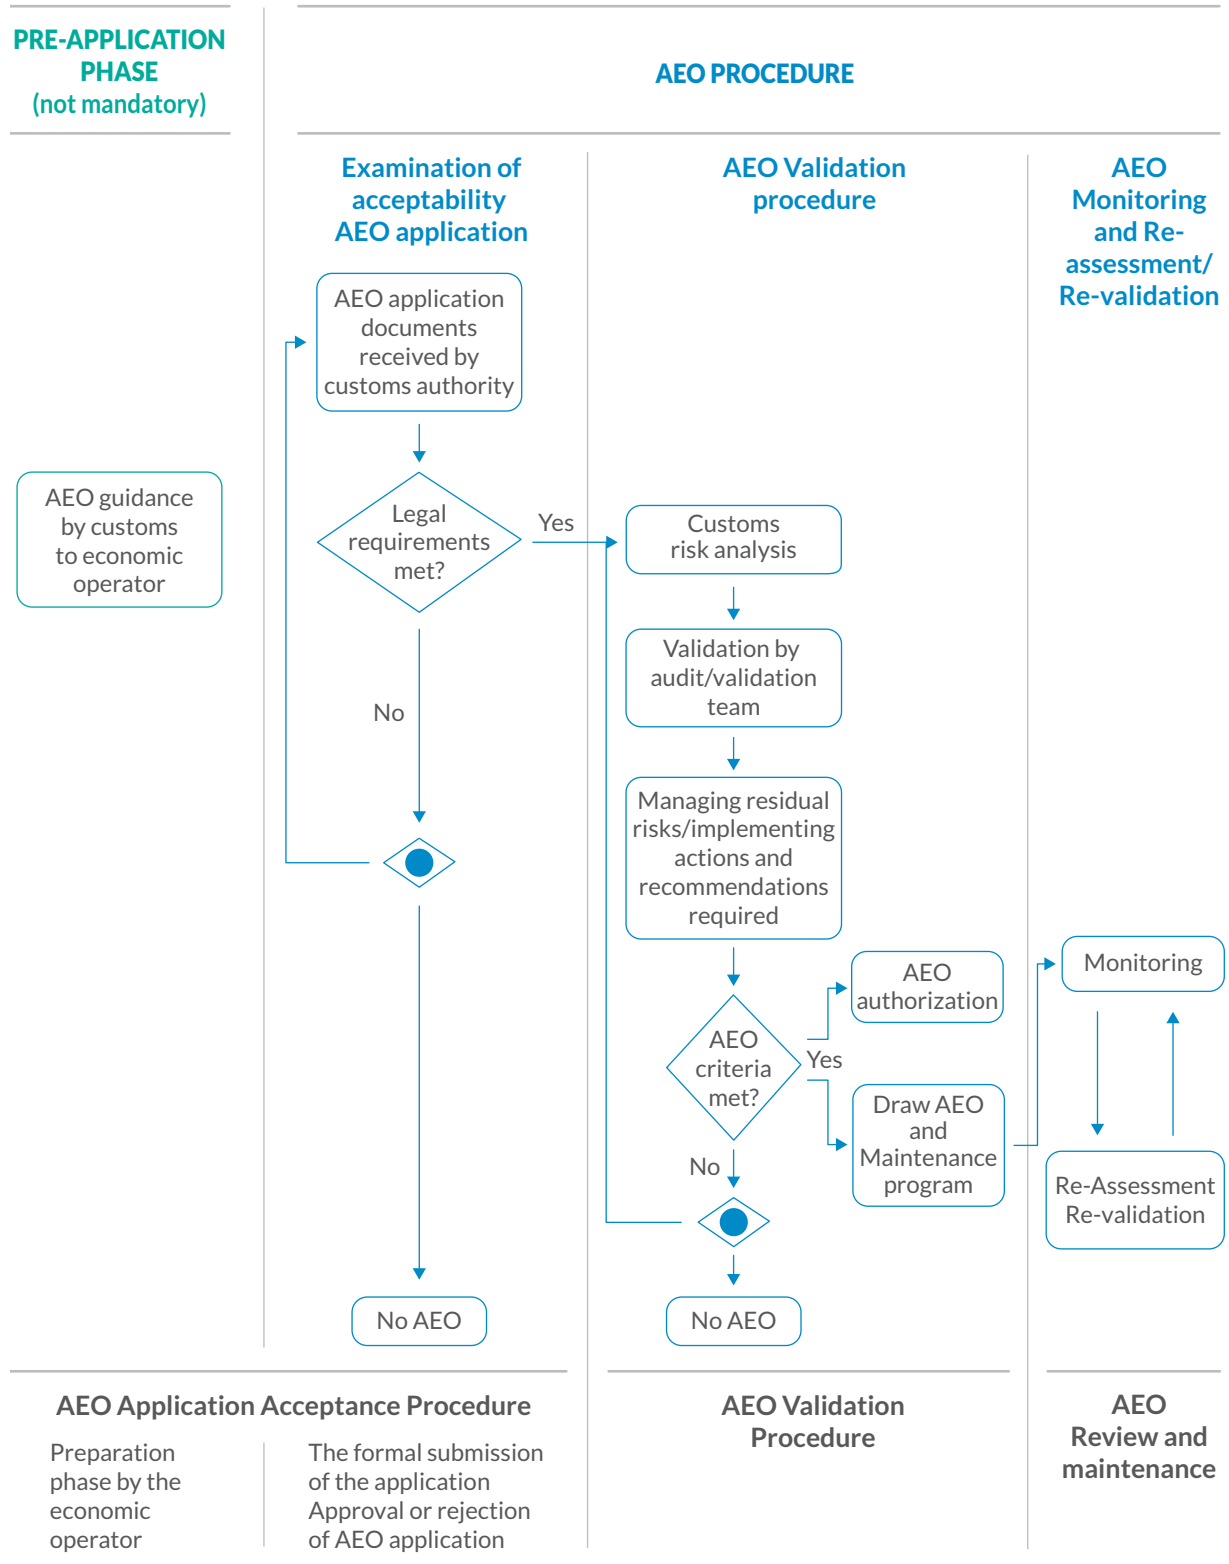 PRE-APPLICATION
PHASE
(not mandatory)
AEO PROCEDURE
Examination of
acceptability
AEO application
AEO Validation
procedure
AEO
Monitoring
and Re-
assessment/
Re-validation
AEO application
documents
received by
customs authority
AEO guidance
by customs
to economic
operator
Legal
requirements
met?
Yes
No
Customs
risk analysis
Validation by
audit/validation
team
Managing residual
risks/implementing
actions and
recommendations
required
AEO
criteria
met?
Yes
No
AEO
authorization
Draw AEO
and
Maintenance
program
Monitoring
Re-Assessment
Re-validation
No AEO
No AEO
AEO Application Acceptance Procedure
Preparation
phase by the
economic
operator
The formal submission
of the application
Approval or rejection
of AEO application
AEO Validation
Procedure
AEO
Review and
maintenance